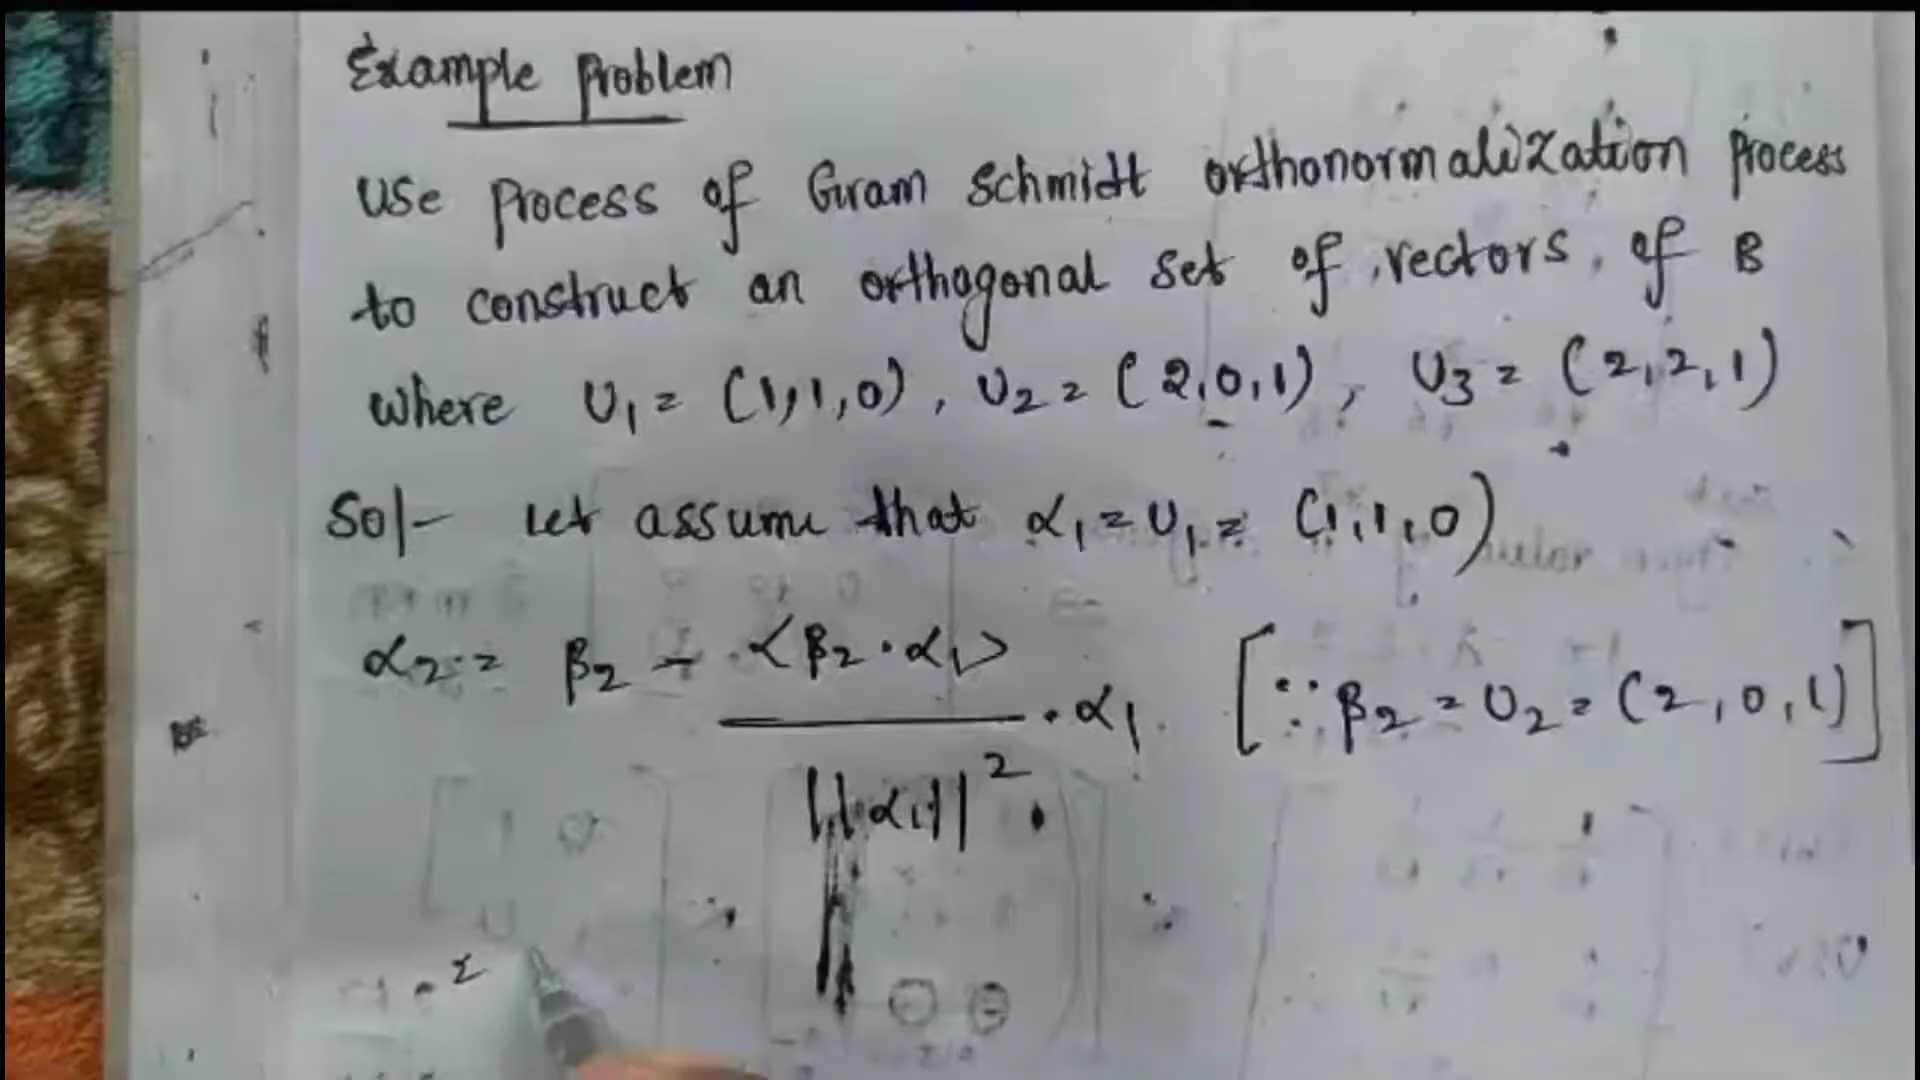 Example problem
Use process of Gram Schmidt orthonormalization process
to construct an orthogonal set of vectors of B
where U₁ = (1,1,0), U₂ = (2,0,1), U₃ = (2,2,1)
Sol- Let assume that α₁ = U₁ = (1,1,0)
α₂ = β₂ - <β₂·α₁> / ||α₁||² · α₁ [∵ β₂ = U₂ = (2,0,1)]